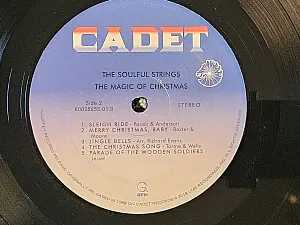 CADET
THE SOULFUL STRINGS
THE MAGIC OF CHRISTMAS
Side 2
B0028655-01 B
STEREO
1 SLEIGH RIDE - Parish & Anderson
2 MERRY CHRISTMAS, BABY - Baxter &
Moore
3 JINGLE BELLS - Arr. Richard Evans
4 THE CHRISTMAS SONG - Torme & Wells
5 PARADE OF THE WOODEN SOLDIERS
Jessel
G